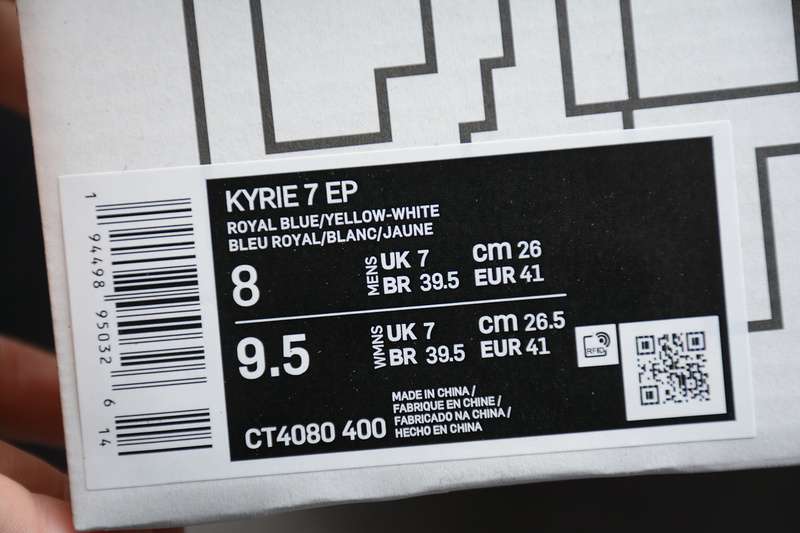 KYRIE 7 EP
ROYAL BLUE/YELLOW-WHITE
BLEU ROYAL/BLANC/JAUNE
8
MENS
UK 7 cm 26
BR 39.5 EUR 41
9.5
WMNS
UK 7 cm 26.5
BR 39.5 EUR 41
RFID
CT4080 400
MADE IN CHINA/
FABRIQUE EN CHINE/
FABRICADO NA CHINA/
HECHO EN CHINA
1 94498 95032 6 14